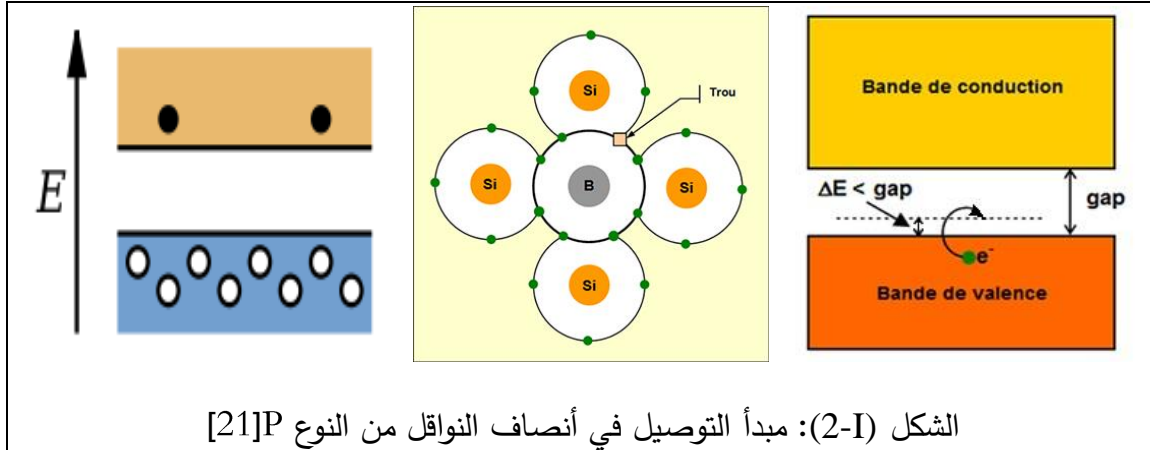 E
Si
Trou
Si
B
Si
Si
Bande de conduction
ΔE < gap
gap
e-
Bande de valence
الشكل (2-I): مبدأ التوصيل في أنصاف النواقل من النوع P[21]